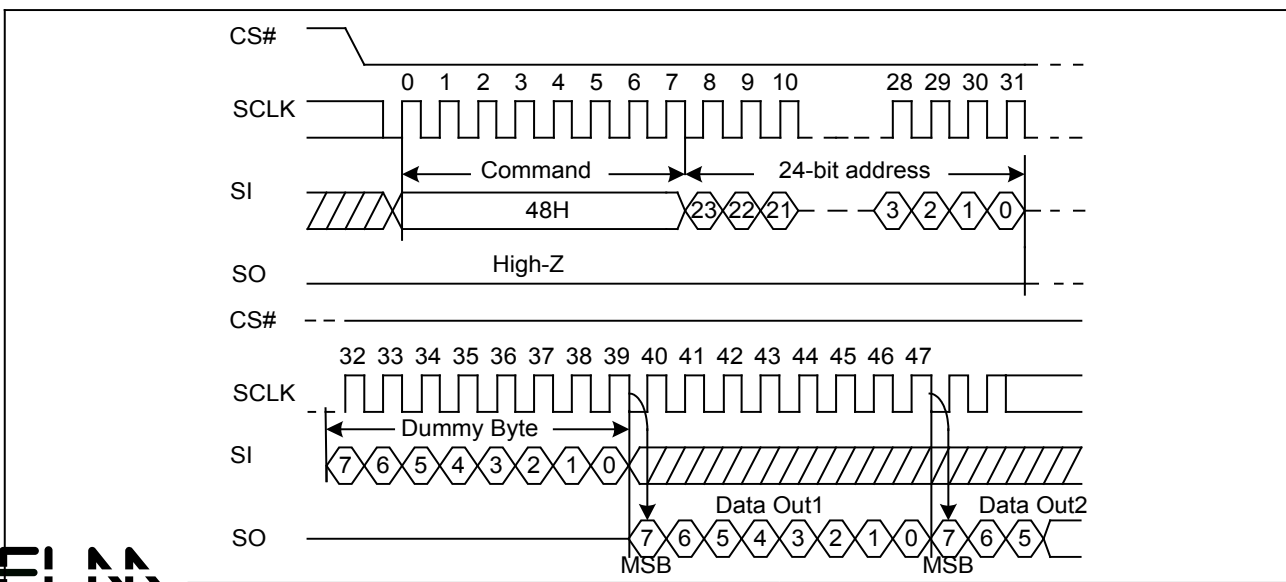 CS#
0 1 2 3 4 5 6 7 8 9 10 28 29 30 31
SCLK
Command 24-bit address
SI
48H 23 22 21 3 2 1 0
High-Z
SO
CS#
32 33 34 35 36 37 38 39 40 41 42 43 44 45 46 47
SCLK
Dummy Byte
SI
7 6 5 4 3 2 1 0
Data Out1 Data Out2
SO
7 6 5 4 3 2 1 0 7 6 5
MSB MSB